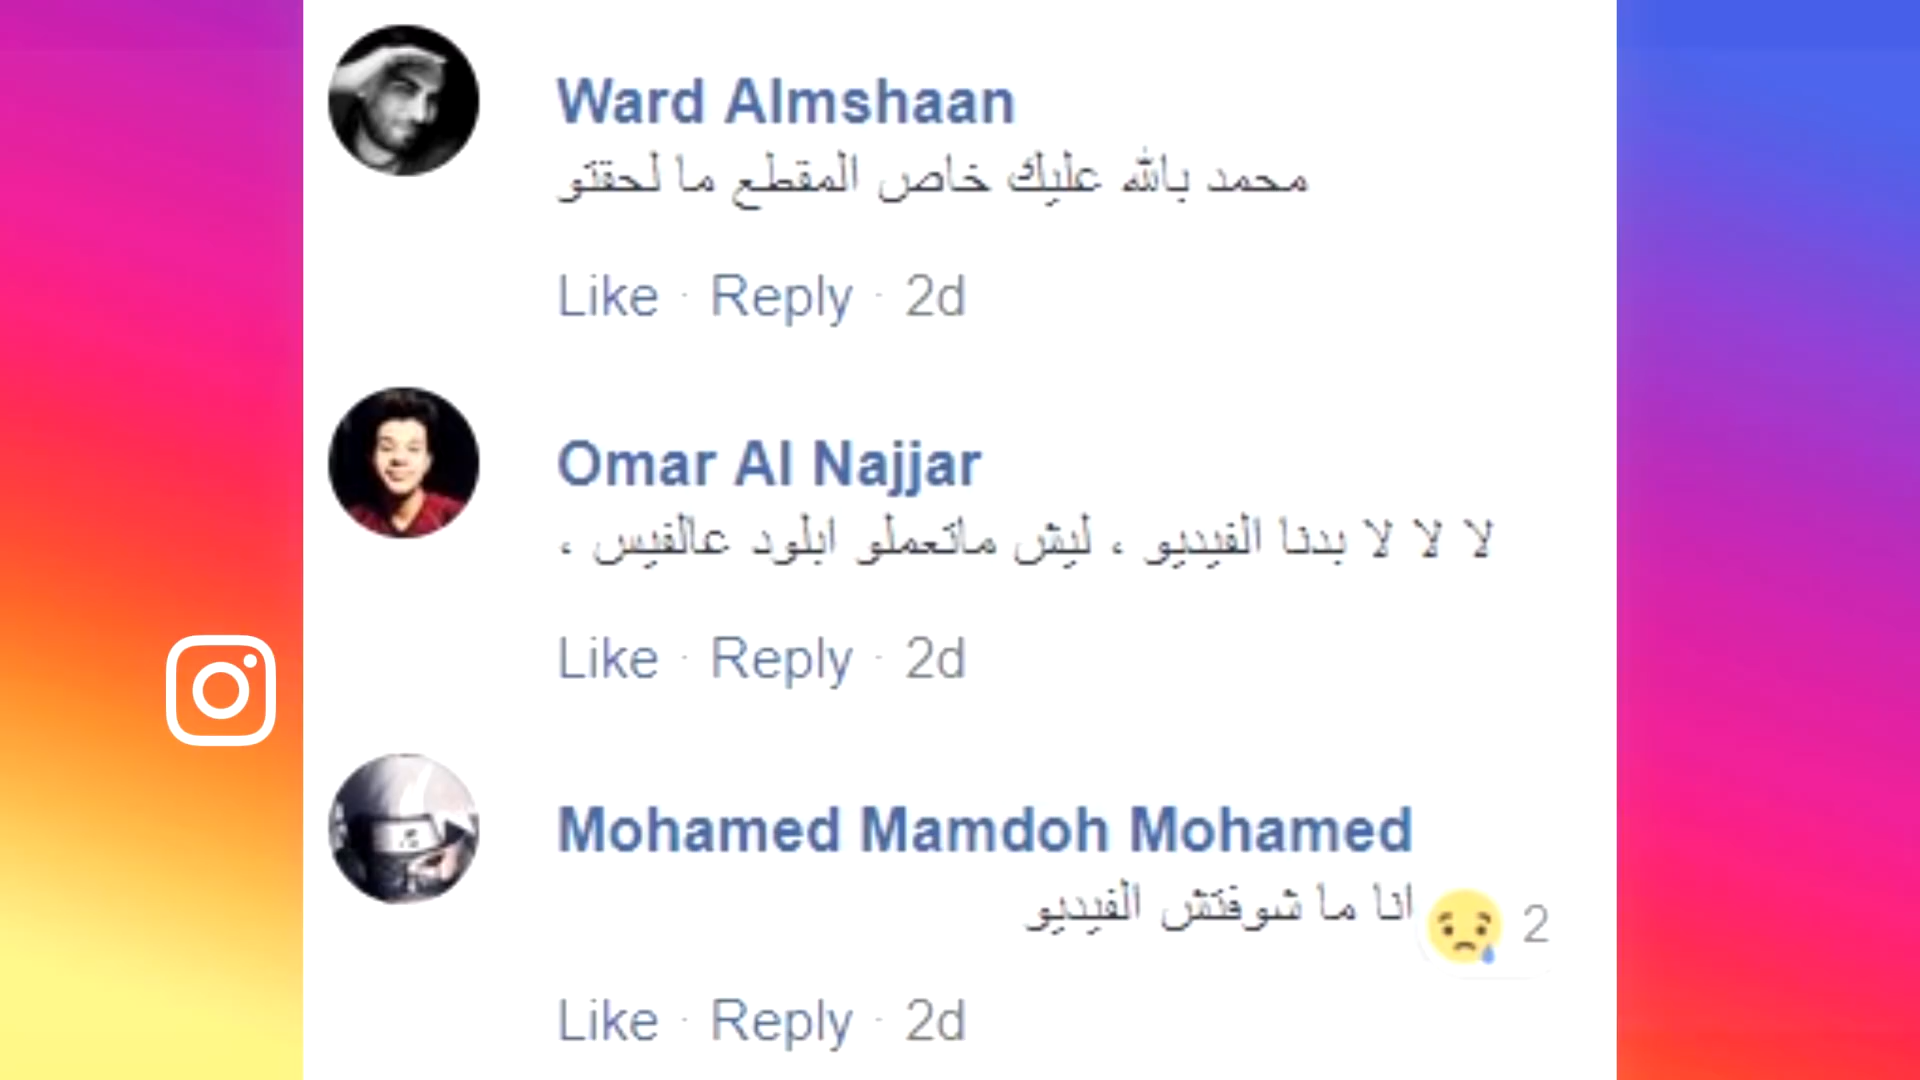 Ward Almshaan
محمد بالله عليك خاص المقطع ما لحقتو
Like · Reply · 2d
Omar Al Najjar
لا لا لا بدنا الفيديو ، ليش ماتعملو ابلود عالفيس ،
Like · Reply · 2d
Mohamed Mamdoh Mohamed
انا ما شوفتش الفيديو
2
Like · Reply · 2d